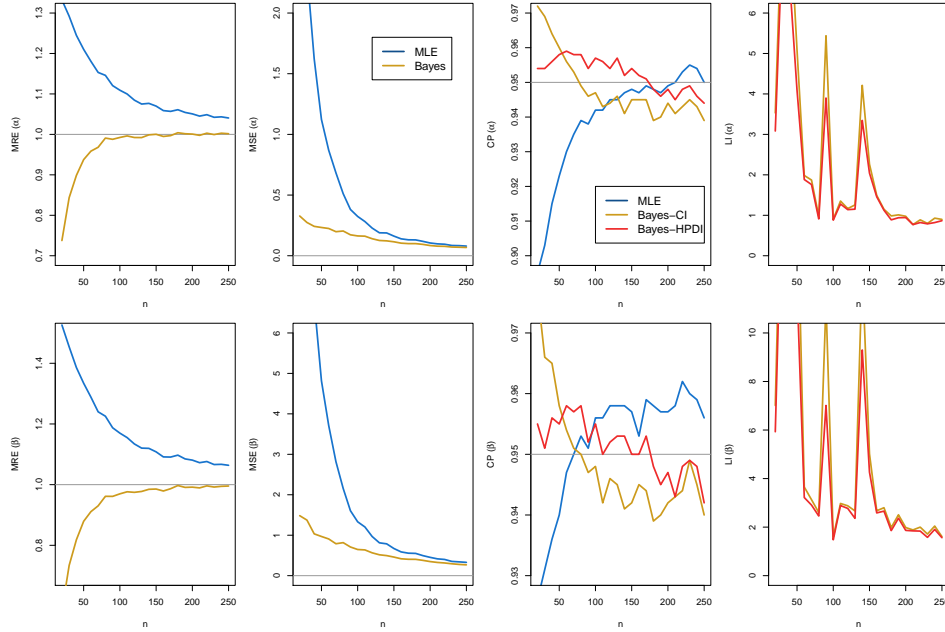 MRE (α)
0.7 0.8 0.9 1.0 1.1 1.2 1.3
50 100 150 200 250
n
MSE (α)
0.0 0.5 1.0 1.5 2.0
50 100 150 200 250
n
MLE
Bayes
CP (α)
0.90 0.91 0.92 0.93 0.94 0.95 0.96 0.97
50 100 150 200 250
n
MLE
Bayes−CI
Bayes−HPDI
LI (α)
0 1 2 3 4 5 6
50 100 150 200 250
n
MRE (β)
0.8 1.0 1.2 1.4
50 100 150 200 250
n
MSE (β)
0 1 2 3 4 5 6
50 100 150 200 250
n
CP (β)
0.93 0.94 0.95 0.96 0.97
50 100 150 200 250
n
LI (β)
0 2 4 6 8 10
50 100 150 200 250
n